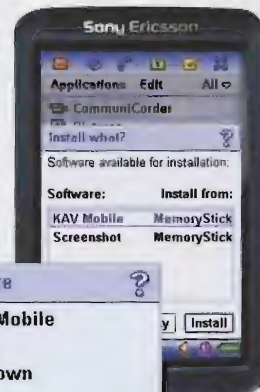 Sony Ericsson
Applications Edit All
CommuniCorder
Install what? ?
Software available for installation:
Software: Install from:
KAV Mobile MemoryStick
Screenshot MemoryStick
y Install
re ?
Mobile
own